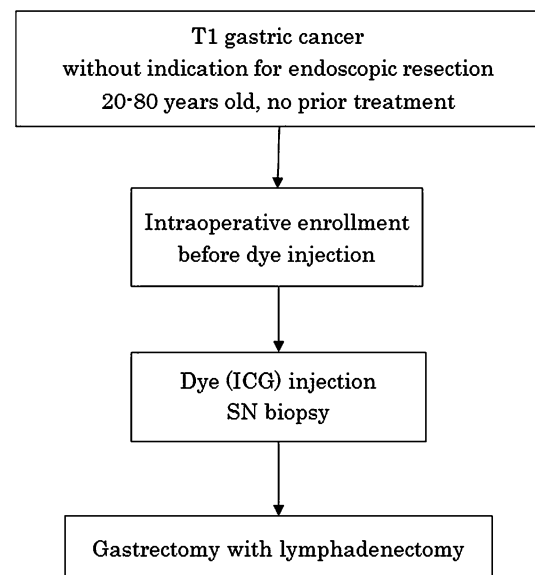 T1 gastric cancer
without indication for endoscopic resection
20-80 years old, no prior treatment
Intraoperative enrollment
before dye injection
Dye (ICG) injection
SN biopsy
Gastrectomy with lymphadenectomy